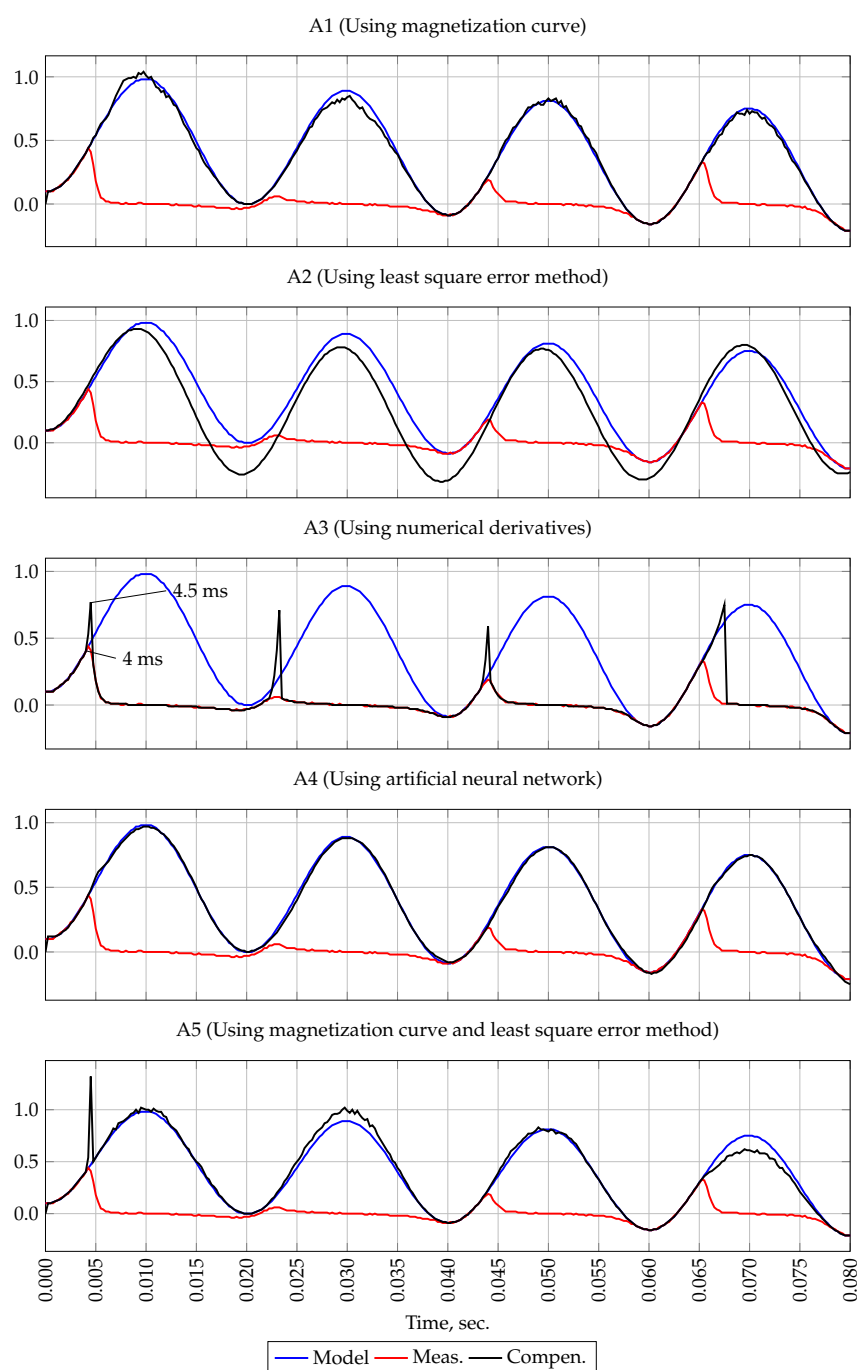 A1 (Using magnetization curve)
1.0
0.5
0.0
A2 (Using least square error method)
1.0
0.5
0.0
A3 (Using numerical derivatives)
1.0
4.5 ms
0.5
4 ms
0.0
A4 (Using artificial neural network)
1.0
0.5
0.0
A5 (Using magnetization curve and least square error method)
1.0
0.5
0.0
0.000 0.005 0.010 0.015 0.020 0.025 0.030 0.035 0.040 0.045 0.050 0.055 0.060 0.065 0.070 0.075 0.080
Time, sec.
Model Meas. Compen.